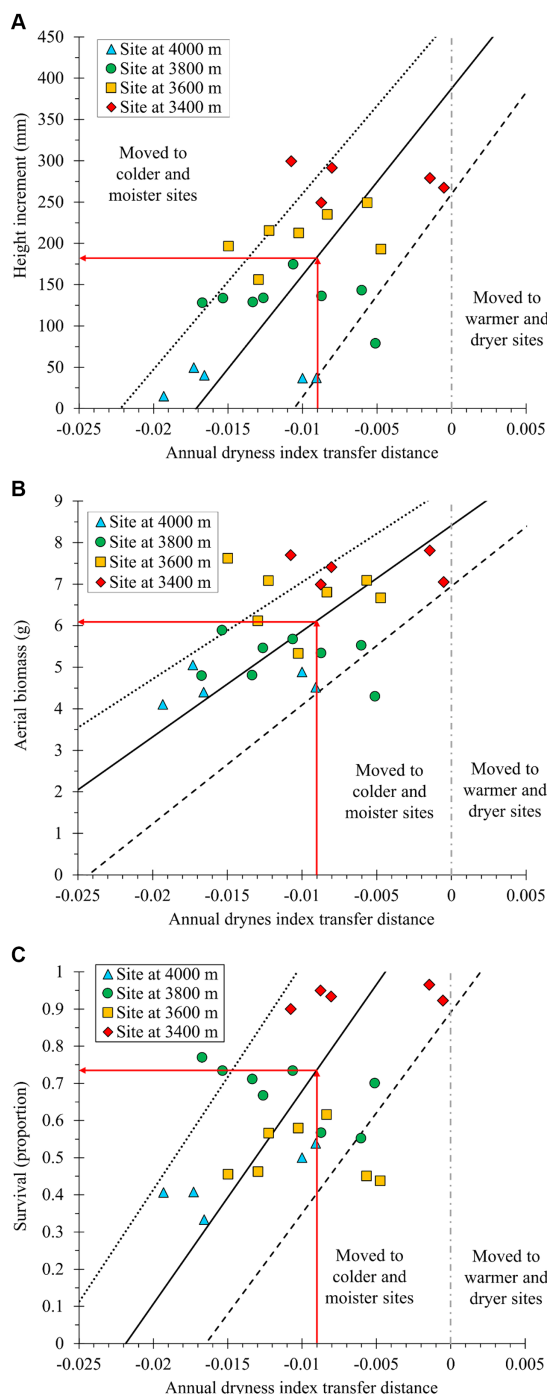 A
450
400
350
300
250
200
150
100
50
0
Height increment (mm)
Site at 4000 m
Site at 3800 m
Site at 3600 m
Site at 3400 m
Moved to
colder and
moister sites
Moved to
warmer and
dryer sites
-0.025 -0.02 -0.015 -0.01 -0.005 0 0.005
Annual dryness index transfer distance
B
9
8
7
6
5
4
3
2
1
0
Aerial biomass (g)
Site at 4000 m
Site at 3800 m
Site at 3600 m
Site at 3400 m
Moved to
colder and
moister sites
Moved to
warmer and
dryer sites
-0.025 -0.02 -0.015 -0.01 -0.005 0 0.005
Annual drynes index transfer distance
C
1
0.9
0.8
0.7
0.6
0.5
0.4
0.3
0.2
0.1
0
Survival (proportion)
Site at 4000 m
Site at 3800 m
Site at 3600 m
Site at 3400 m
Moved to
colder and
moister sites
Moved to
warmer and
dryer sites
-0.025 -0.02 -0.015 -0.01 -0.005 0 0.005
Annual dryness index transfer distance